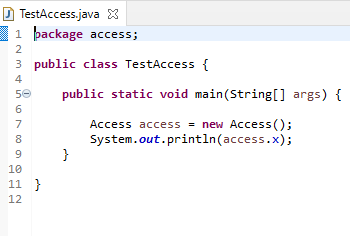 TestAccess.java
1 package access;
2
3 public class TestAccess {
4
5 public static void main(String[] args) {
6
7 Access access = new Access();
8 System.out.println(access.x);
9 }
10
11 }
12